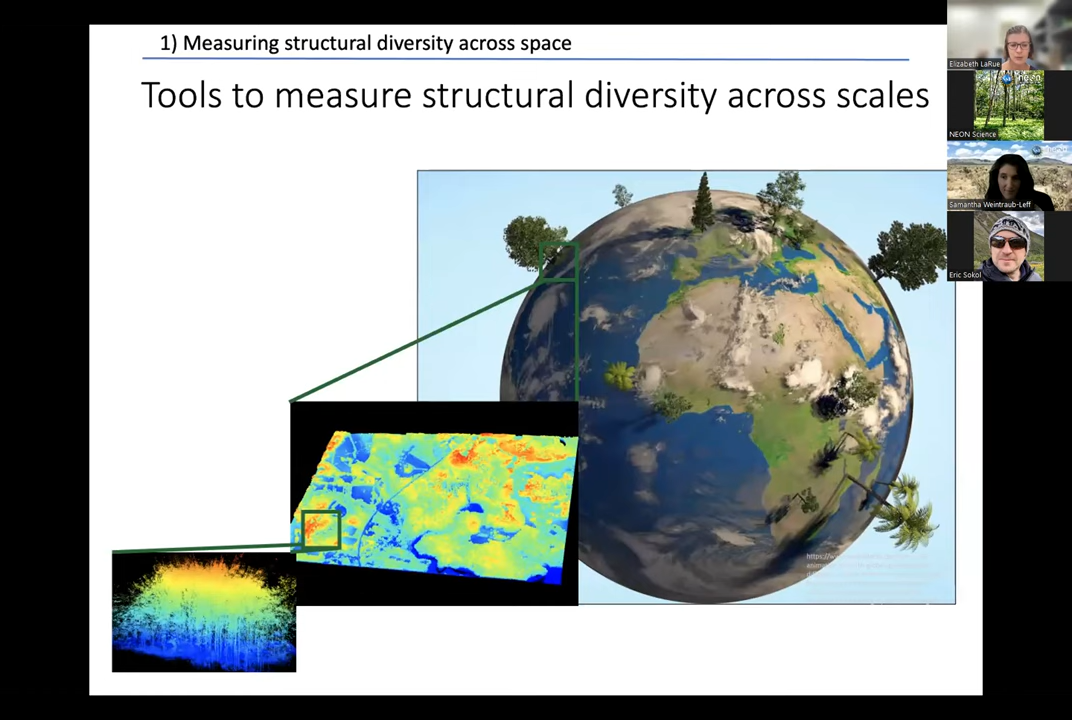 1) Measuring structural diversity across space
Tools to measure structural diversity across scales
Elizabeth LaRue
NEON Science
Samantha Weintraub-Leff
Eric Sokol